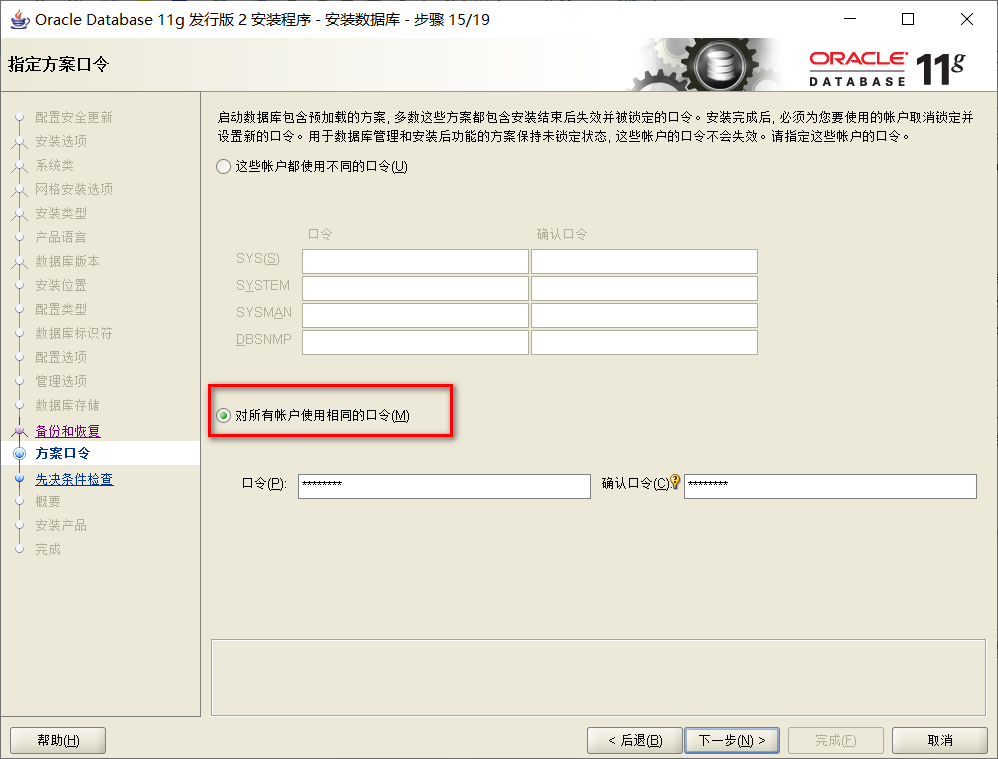 Oracle Database 11g 发行版 2 安装程序 - 安装数据库 - 步骤 15/19
指定方案口令
ORACLE
DATABASE
11g
配置安全更新
安装选项
系统类
网格安装选项
安装类型
产品语言
数据库版本
安装位置
配置类型
数据库标识符
配置选项
管理选项
数据库存储
备份和恢复
方案口令
先决条件检查
概要
安装产品
完成
启动数据库包含预加载的方案, 多数这些方案都包含安装结束后失效并被锁定的口令。安装完成后, 必须为您要使用的帐户取消锁定并
设置新的口令。用于数据库管理和安装后功能的方案保持未锁定状态, 这些帐户的口令不会失效。请指定这些帐户的口令。
这些帐户都使用不同的口令(U)
口令 确认口令
SYS(S)
SYSTEM
SYSMAN
DBSNMP
对所有帐户使用相同的口令(M)
口令(P): ******** 确认口令(C) ********
帮助(H) < 后退(B) 下一步(N) > 完成(F) 取消